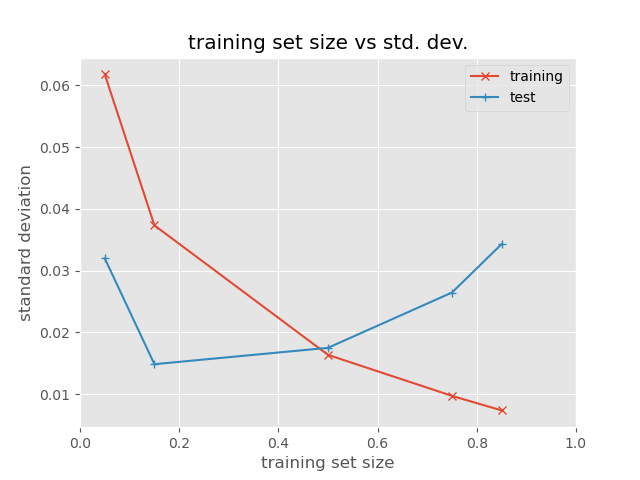 training set size vs std. dev.
training
test
standard deviation
0.06
0.05
0.04
0.03
0.02
0.01
0.0 0.2 0.4 0.6 0.8 1.0
training set size